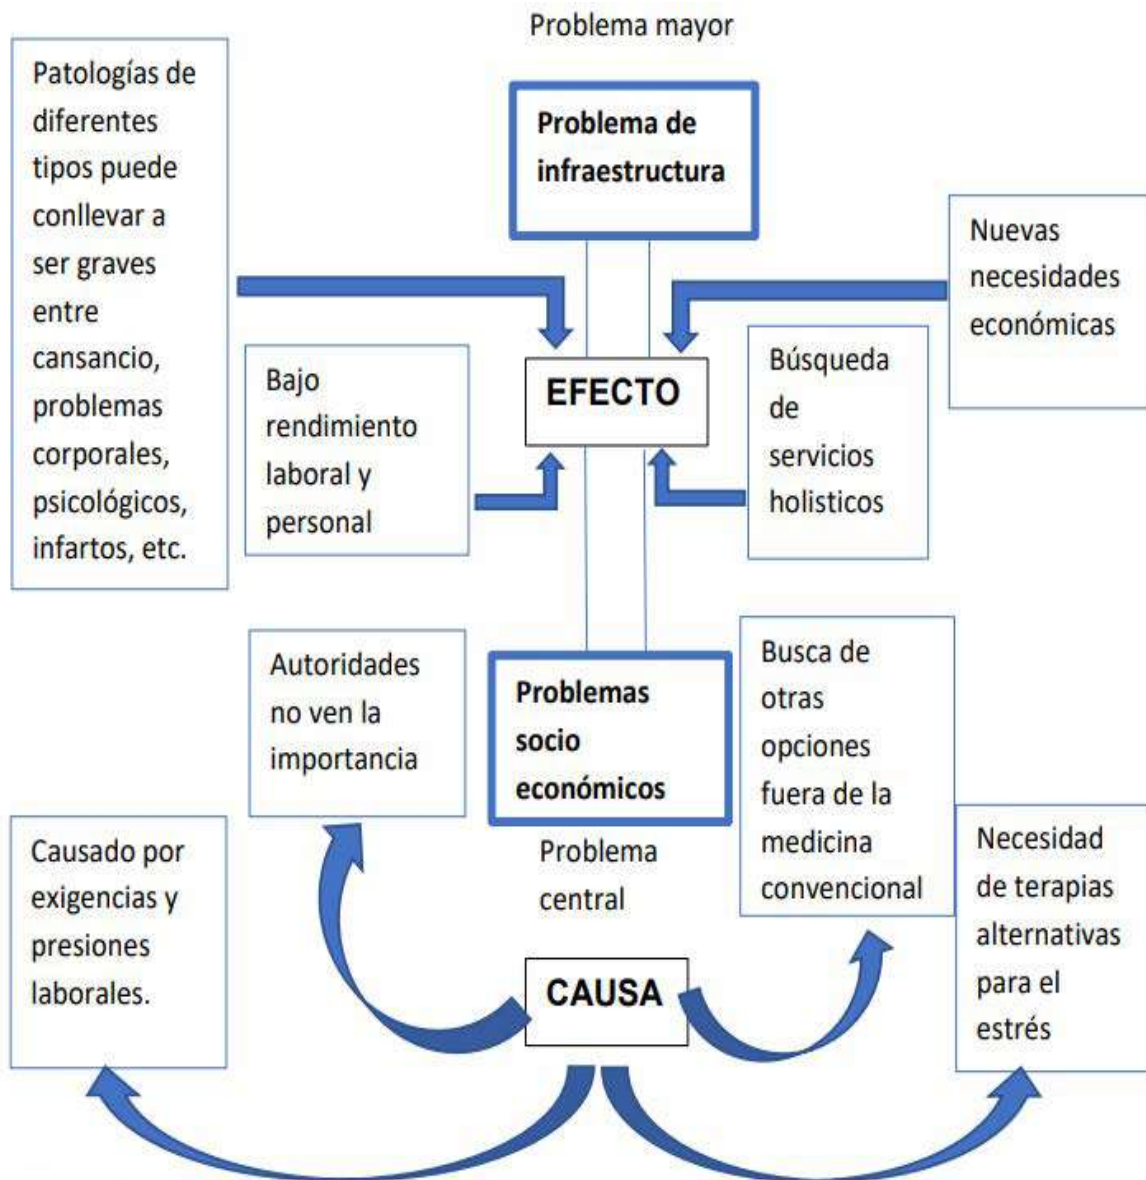 Problema mayor
Patologías de
diferentes
tipos puede
conllevar a
ser graves
entre
cansancio,
problemas
corporales,
psicológicos,
infartos, etc.
Problema de
infraestructura
Nuevas
necesidades
económicas
EFECTO
Bajo
rendimiento
laboral y
personal
Búsqueda
de
servicios
holisticos
Autoridades
no ven la
importancia
Problemas
socio
económicos
Busca de
otras
opciones
fuera de la
medicina
convencional
Causado por
exigencias y
presiones
laborales.
Problema
central
Necesidad
de terapias
alternativas
para el
estrés
CAUSA